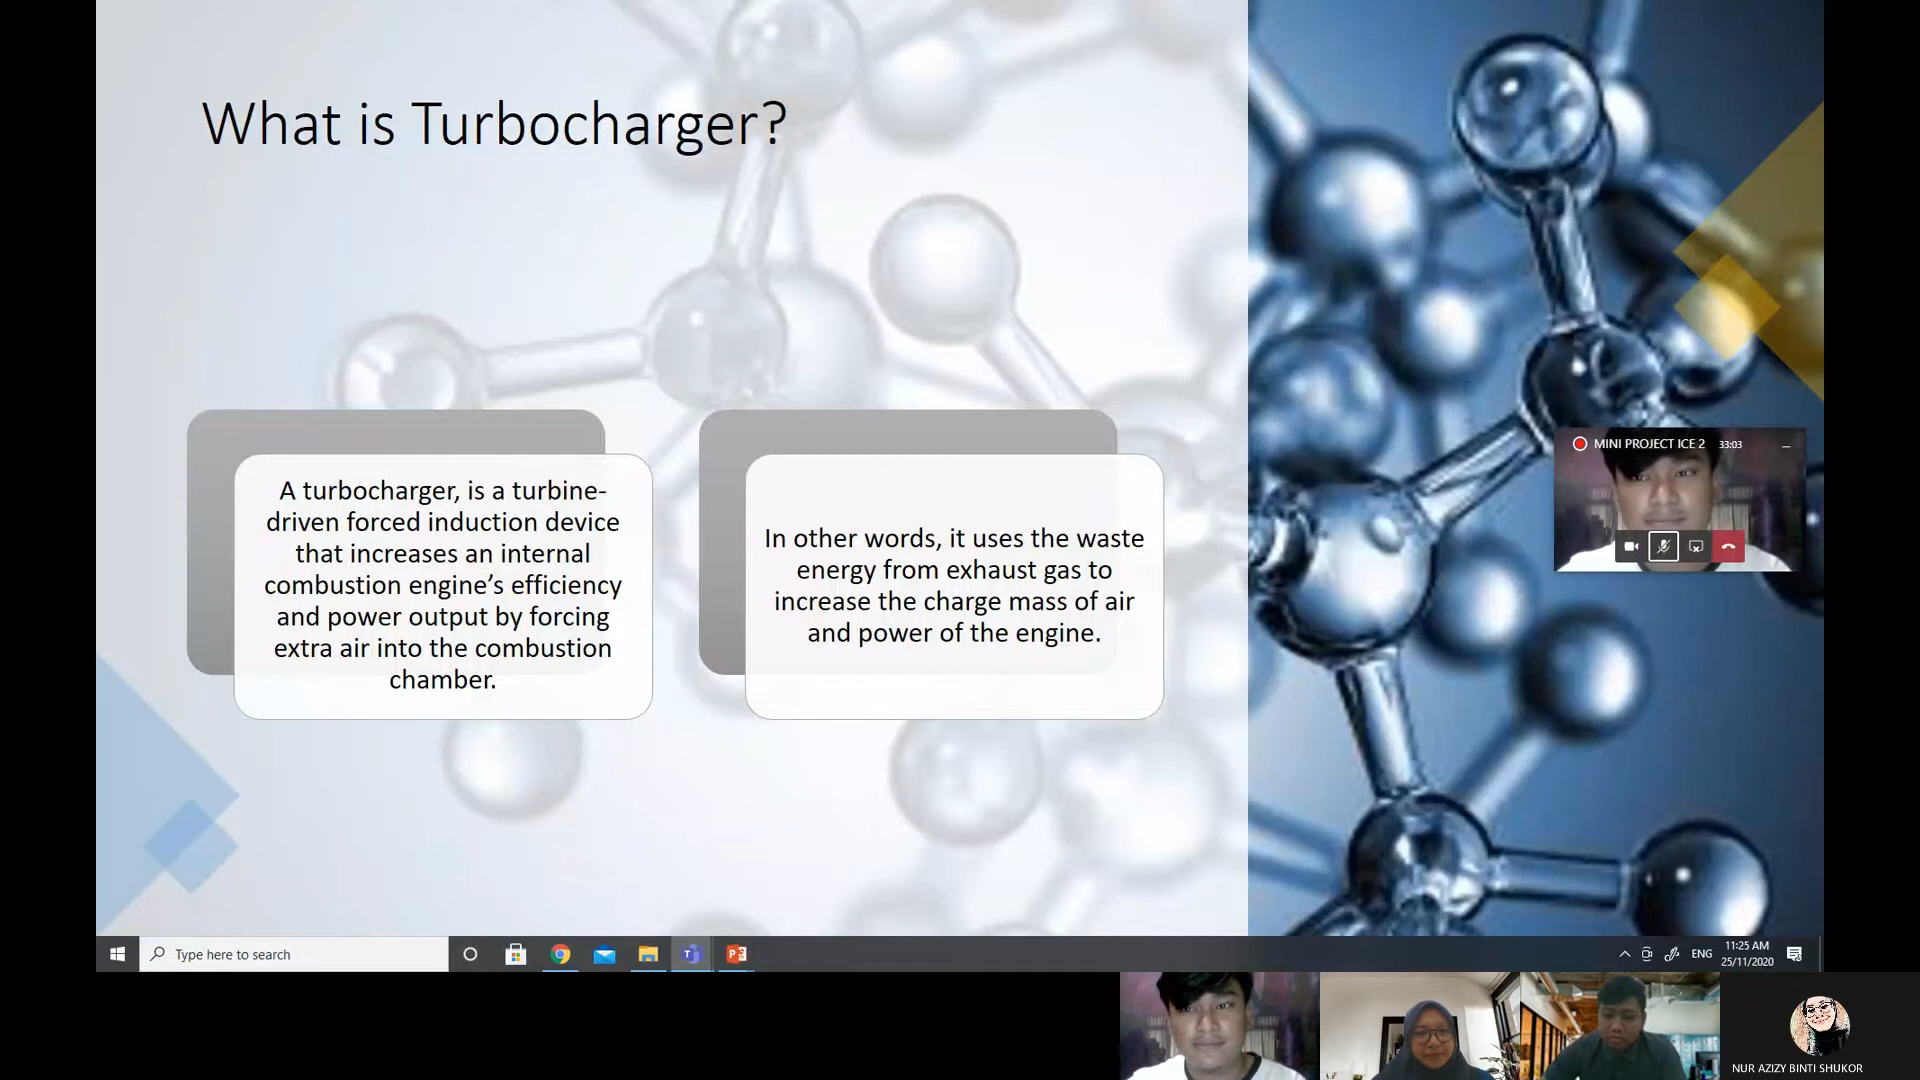 What is Turbocharger?
A turbocharger, is a turbine-
driven forced induction device
that increases an internal
combustion engine’s efficiency
and power output by forcing
extra air into the combustion
chamber.
In other words, it uses the waste
energy from exhaust gas to
increase the charge mass of air
and power of the engine.
MINI PROJECT ICE 2 33:03
Type here to search
ENG
11:25 AM
25/11/2020
NUR AZIZY BINTI SHUKOR